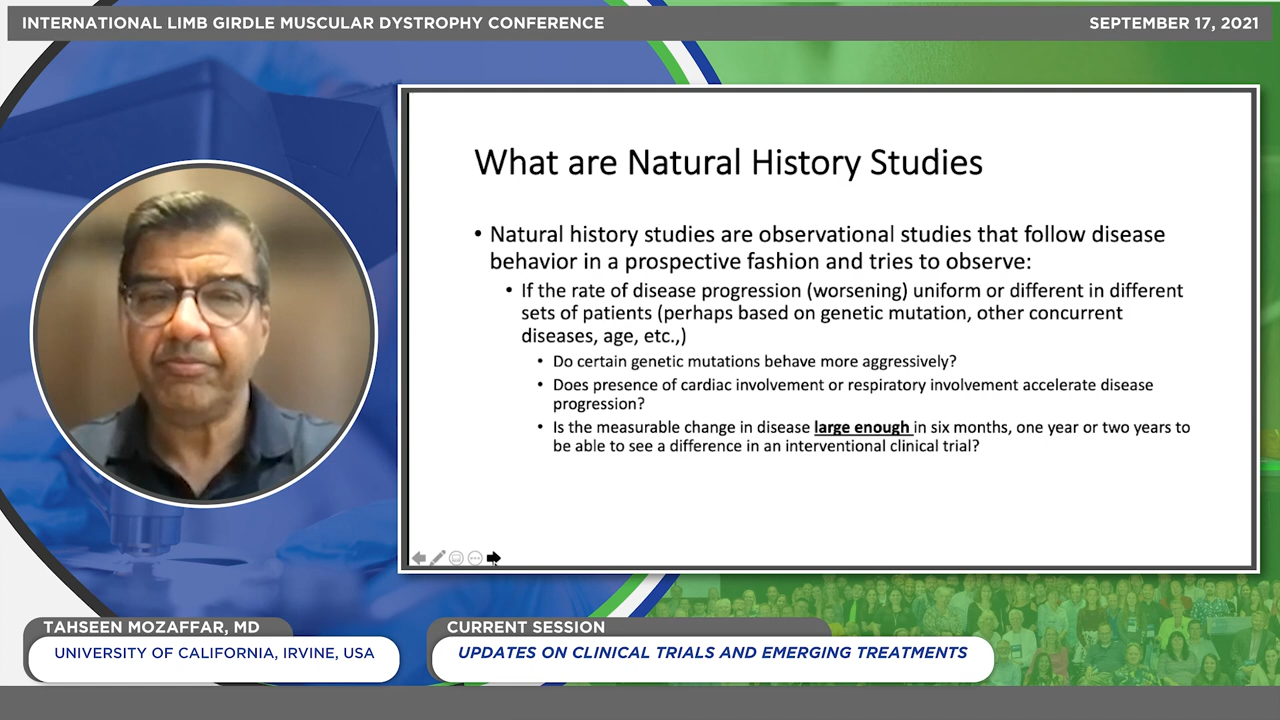 INTERNATIONAL LIMB GIRDLE MUSCULAR DYSTROPHY CONFERENCE
SEPTEMBER 17, 2021
What are Natural History Studies
• Natural history studies are observational studies that follow disease
behavior in a prospective fashion and tries to observe:
• If the rate of disease progression (worsening) uniform or different in different
sets of patients (perhaps based on genetic mutation, other concurrent
diseases, age, etc.,)
• Do certain genetic mutations behave more aggressively?
• Does presence of cardiac involvement or respiratory involvement accelerate disease
progression?
• Is the measurable change in disease large enough in six months, one year or two years to
be able to see a difference in an interventional clinical trial?
TAHSEEN MOZAFFAR, MD
UNIVERSITY OF CALIFORNIA, IRVINE, USA
CURRENT SESSION
UPDATES ON CLINICAL TRIALS AND EMERGING TREATMENTS